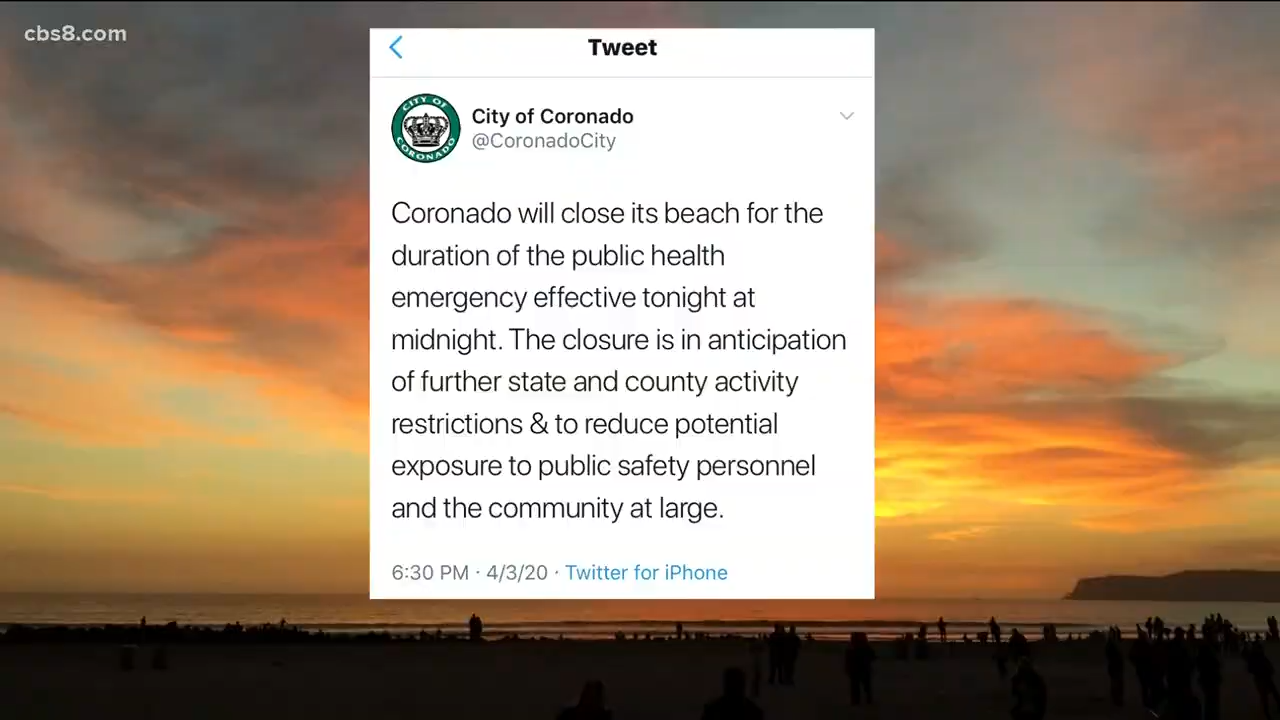 cbs8.com
Tweet
CITY OF
CORONADO
City of Coronado
@CoronadoCity
Coronado will close its beach for the
duration of the public health
emergency effective tonight at
midnight. The closure is in anticipation
of further state and county activity
restrictions & to reduce potential
exposure to public safety personnel
and the community at large.
6:30 PM · 4/3/20 · Twitter for iPhone